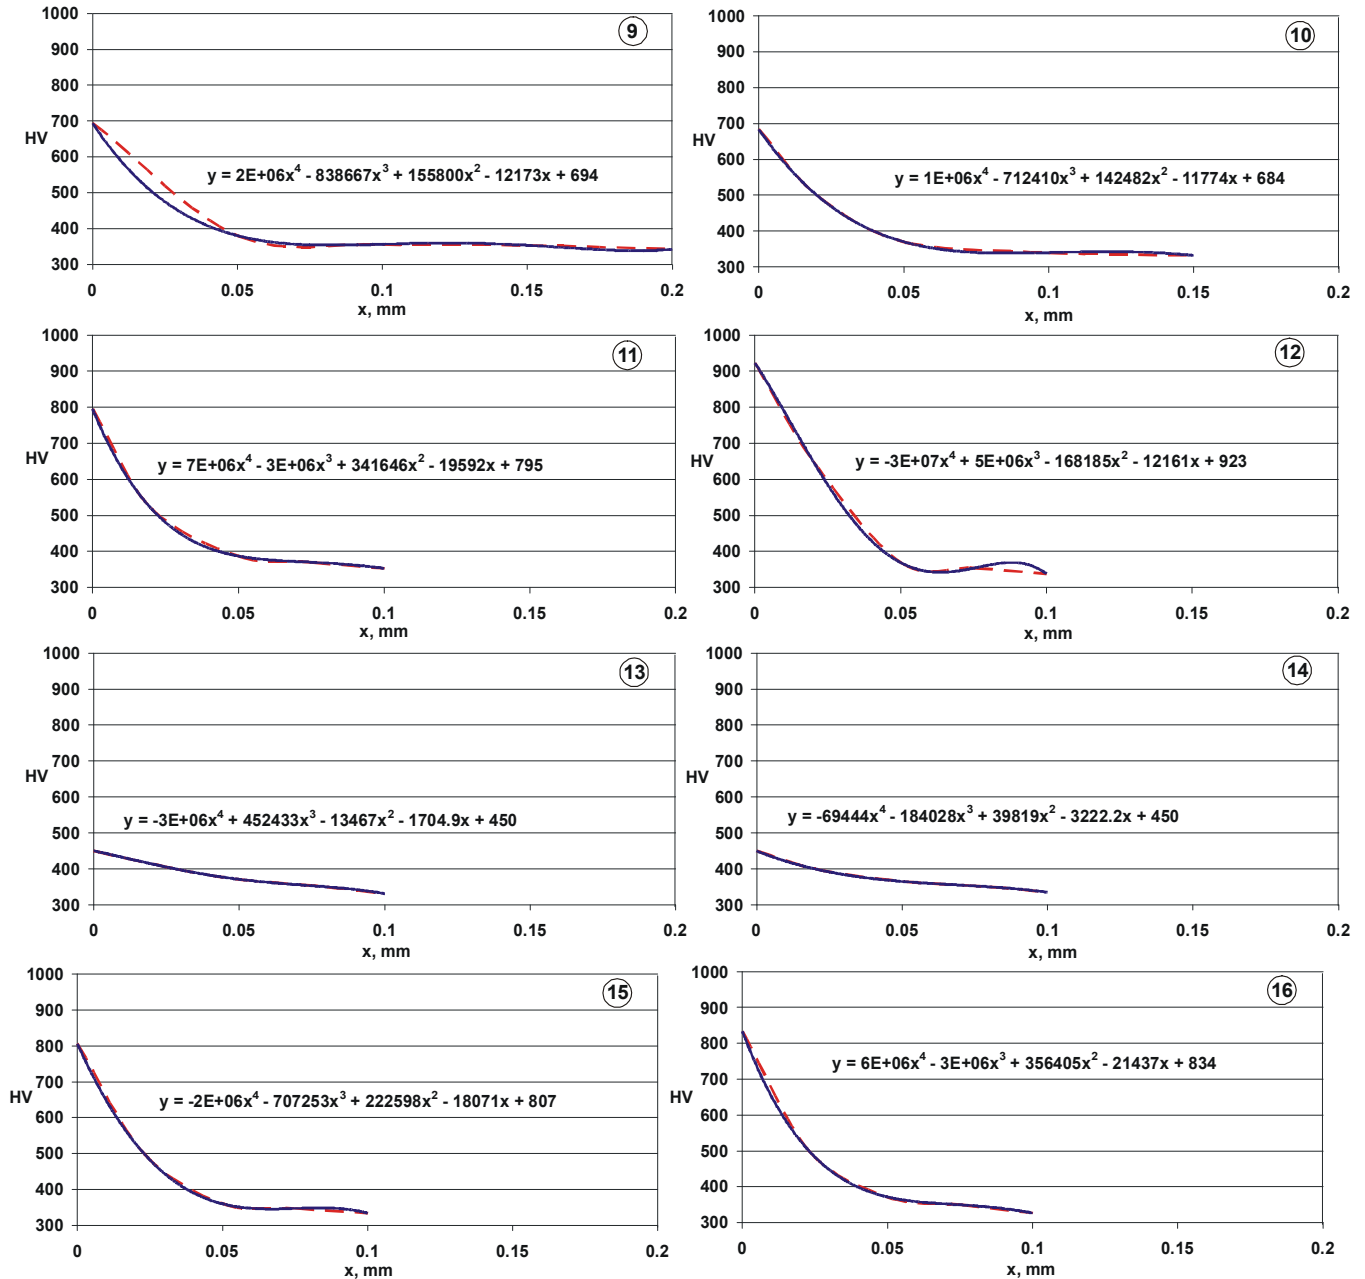 9
1000
900
800
700
600
500
400
300
HV
y = 2E+06x⁴ - 838667x³ + 155800x² - 12173x + 694
0 0.05 0.1 0.15 0.2
x, mm
10
1000
900
800
700
600
500
400
300
HV
y = 1E+06x⁴ - 712410x³ + 142482x² - 11774x + 684
0 0.05 0.1 0.15 0.2
x, mm
11
1000
900
800
700
600
500
400
300
HV
y = 7E+06x⁴ - 3E+06x³ + 341646x² - 19592x + 795
0 0.05 0.1 0.15 0.2
x, mm
12
1000
900
800
700
600
500
400
300
HV
y = -3E+07x⁴ + 5E+06x³ - 168185x² - 12161x + 923
0 0.05 0.1 0.15 0.2
x, mm
13
1000
900
800
700
600
500
400
300
HV
y = -3E+06x⁴ + 452433x³ - 13467x² - 1704.9x + 450
0 0.05 0.1 0.15 0.2
x, mm
14
1000
900
800
700
600
500
400
300
HV
y = -69444x⁴ - 184028x³ + 39819x² - 3222.2x + 450
0 0.05 0.1 0.15 0.2
x, mm
15
1000
900
800
700
600
500
400
300
HV
y = -2E+06x⁴ - 707253x³ + 222598x² - 18071x + 807
0 0.05 0.1 0.15 0.2
x, mm
16
1000
900
800
700
600
500
400
300
HV
y = 6E+06x⁴ - 3E+06x³ + 356405x² - 21437x + 834
0 0.05 0.1 0.15 0.2
x, mm